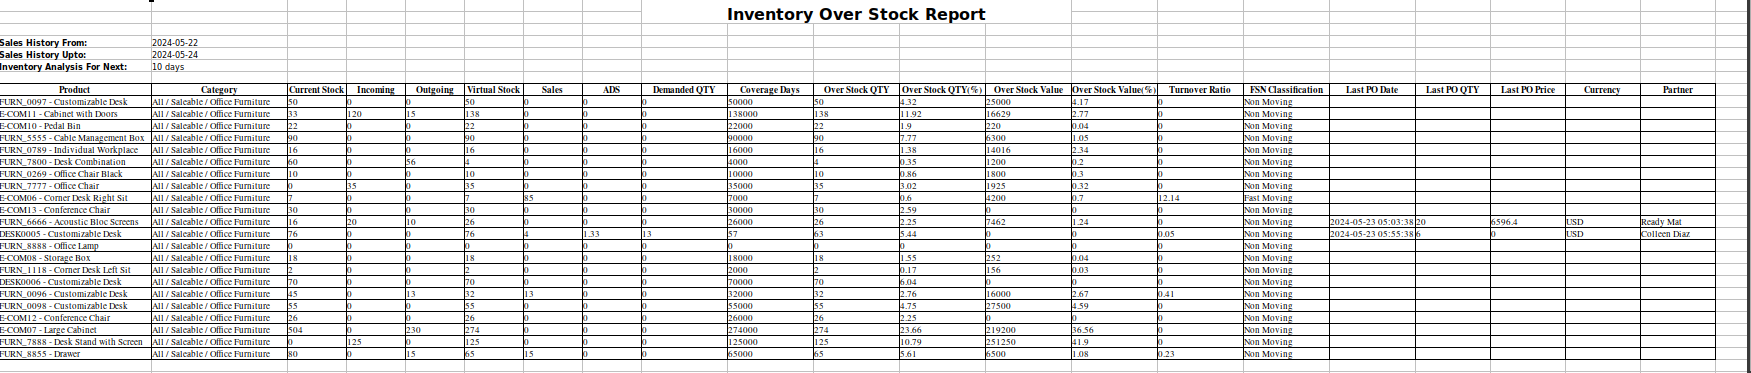 Inventory Over Stock Report
Sales History From: 2024-05-22
Sales History Upto: 2024-05-24
Inventory Analysis For Next: 10 days
Product Category Current Stock Incoming Outgoing Virtual Stock Sales ADS Demanded QTY Coverage Days Over Stock QTY Over Stock QTY(%) Over Stock Value Over Stock Value(%) Turnover Ratio FSN Classification Last PO Date Last PO QTY Last PO Price Currency Partner
FURN_0097 - Customizable Desk All / Saleable / Office Furniture 50 0 0 50 0 0 0 50000 50 4.32 25000 4.17 0 Non Moving
E-COM11 - Cabinet with Doors All / Saleable / Office Furniture 33 120 15 138 0 0 0 138000 138 11.92 16629 2.77 0 Non Moving
E-COM10 - Pedal Bin All / Saleable / Office Furniture 22 0 0 22 0 0 0 22000 22 1.9 220 0.04 0 Non Moving
FURN_5555 - Cable Management Box All / Saleable / Office Furniture 90 0 0 90 0 0 0 90000 90 7.77 6300 1.05 0 Non Moving
FURN_0789 - Individual Workplace All / Saleable / Office Furniture 16 0 0 16 0 0 0 16000 16 1.38 14016 2.34 0 Non Moving
FURN_7800 - Desk Combination All / Saleable / Office Furniture 60 0 56 4 0 0 0 4000 4 0.35 1200 0.2 0 Non Moving
FURN_0269 - Office Chair Black All / Saleable / Office Furniture 10 0 0 10 0 0 0 10000 10 0.86 1800 0.3 0 Non Moving
FURN_7777 - Office Chair All / Saleable / Office Furniture 0 35 0 35 0 0 0 35000 35 3.02 1925 0.32 0 Non Moving
E-COM06 - Corner Desk Right Sit All / Saleable / Office Furniture 7 0 0 7 85 0 0 7000 7 0.6 4200 0.7 12.14 Fast Moving
E-COM13 - Conference Chair All / Saleable / Office Furniture 30 0 0 30 0 0 0 30000 30 2.59 0 0 0 Non Moving
FURN_6666 - Acoustic Bloc Screens All / Saleable / Office Furniture 16 20 10 26 0 0 0 26000 26 2.25 7462 1.24 0 Non Moving 2024-05-23 05:03:38 20 6596.4 USD Ready Mat
DESK0005 - Customizable Desk All / Saleable / Office Furniture 76 0 0 76 4 1.33 13 57 63 5.44 0 0 0.05 Non Moving 2024-05-23 05:55:38 6 0 USD Colleen Diaz
FURN_8888 - Office Lamp All / Saleable / Office Furniture 0 0 0 0 0 0 0 0 0 0 0 0 0 Non Moving
E-COM08 - Storage Box All / Saleable / Office Furniture 18 0 0 18 0 0 0 18000 18 1.55 252 0.04 0 Non Moving
FURN_1118 - Corner Desk Left Sit All / Saleable / Office Furniture 2 0 0 2 0 0 0 2000 2 0.17 156 0.03 0 Non Moving
DESK0006 - Customizable Desk All / Saleable / Office Furniture 70 0 0 70 0 0 0 70000 70 6.04 0 0 0 Non Moving
FURN_0096 - Customizable Desk All / Saleable / Office Furniture 45 0 13 32 13 0 0 32000 32 2.76 16000 2.67 0.41 Non Moving
FURN_0098 - Customizable Desk All / Saleable / Office Furniture 55 0 0 55 0 0 0 55000 55 4.75 27500 4.59 0 Non Moving
E-COM12 - Conference Chair All / Saleable / Office Furniture 26 0 0 26 0 0 0 26000 26 2.25 0 0 0 Non Moving
E-COM07 - Large Cabinet All / Saleable / Office Furniture 504 0 230 274 0 0 0 274000 274 23.66 219200 36.56 0 Non Moving
FURN_7888 - Desk Stand with Screen All / Saleable / Office Furniture 0 125 0 125 0 0 0 125000 125 10.79 251250 41.9 0 Non Moving
FURN_8855 - Drawer All / Saleable / Office Furniture 80 0 15 65 15 0 0 65000 65 5.61 6500 1.08 0.23 Non Moving